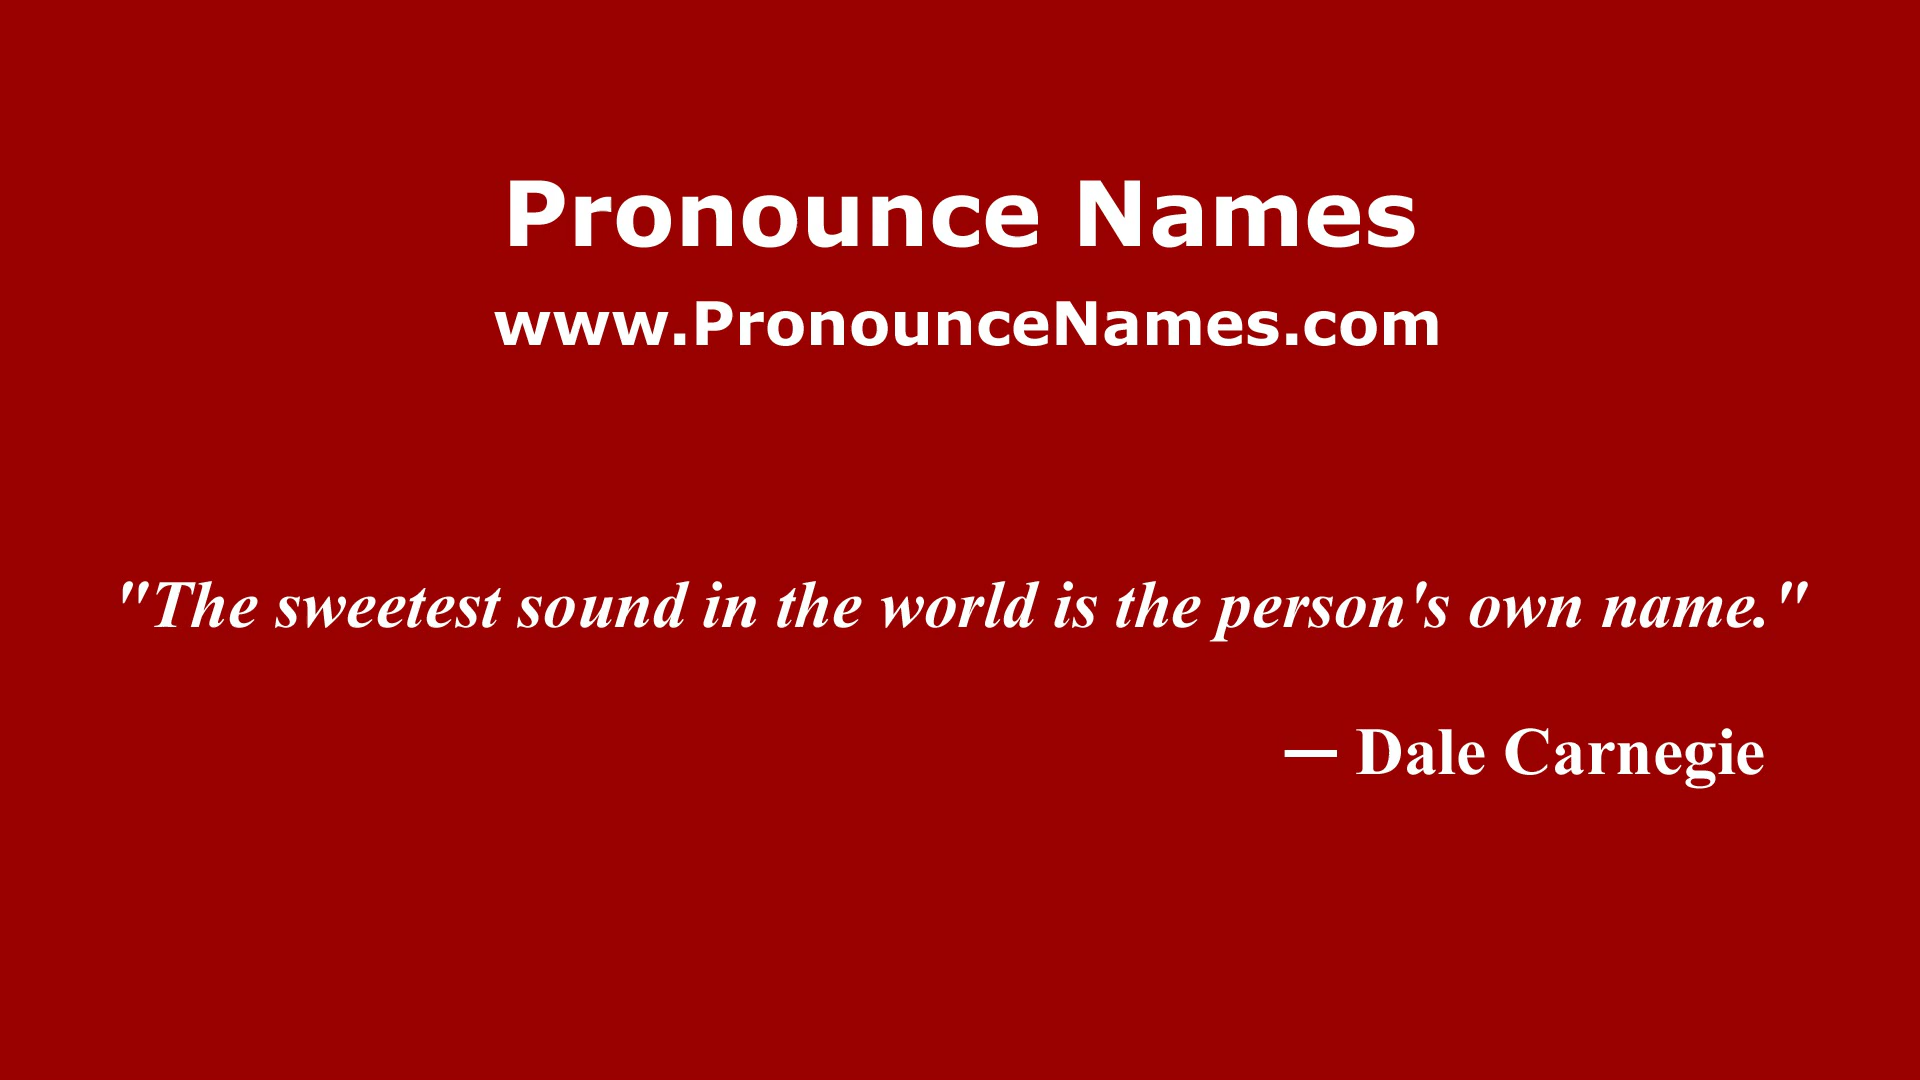 Pronounce Names
www.PronounceNames.com
"The sweetest sound in the world is the person's own name."
— Dale Carnegie